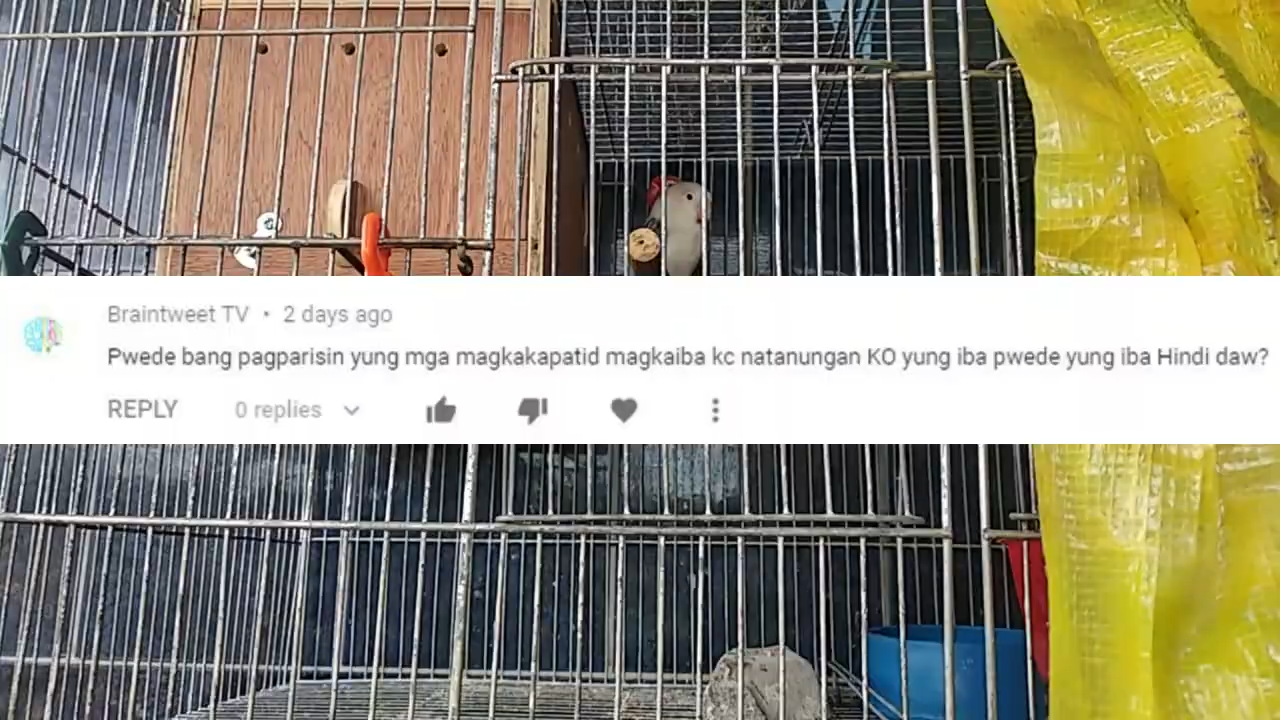 Braintweet TV • 2 days ago
Pwede bang pagparisin yung mga magkakapatid magkaiba kc natanungan KO yung iba pwede yung iba Hindi daw?
REPLY 0 replies